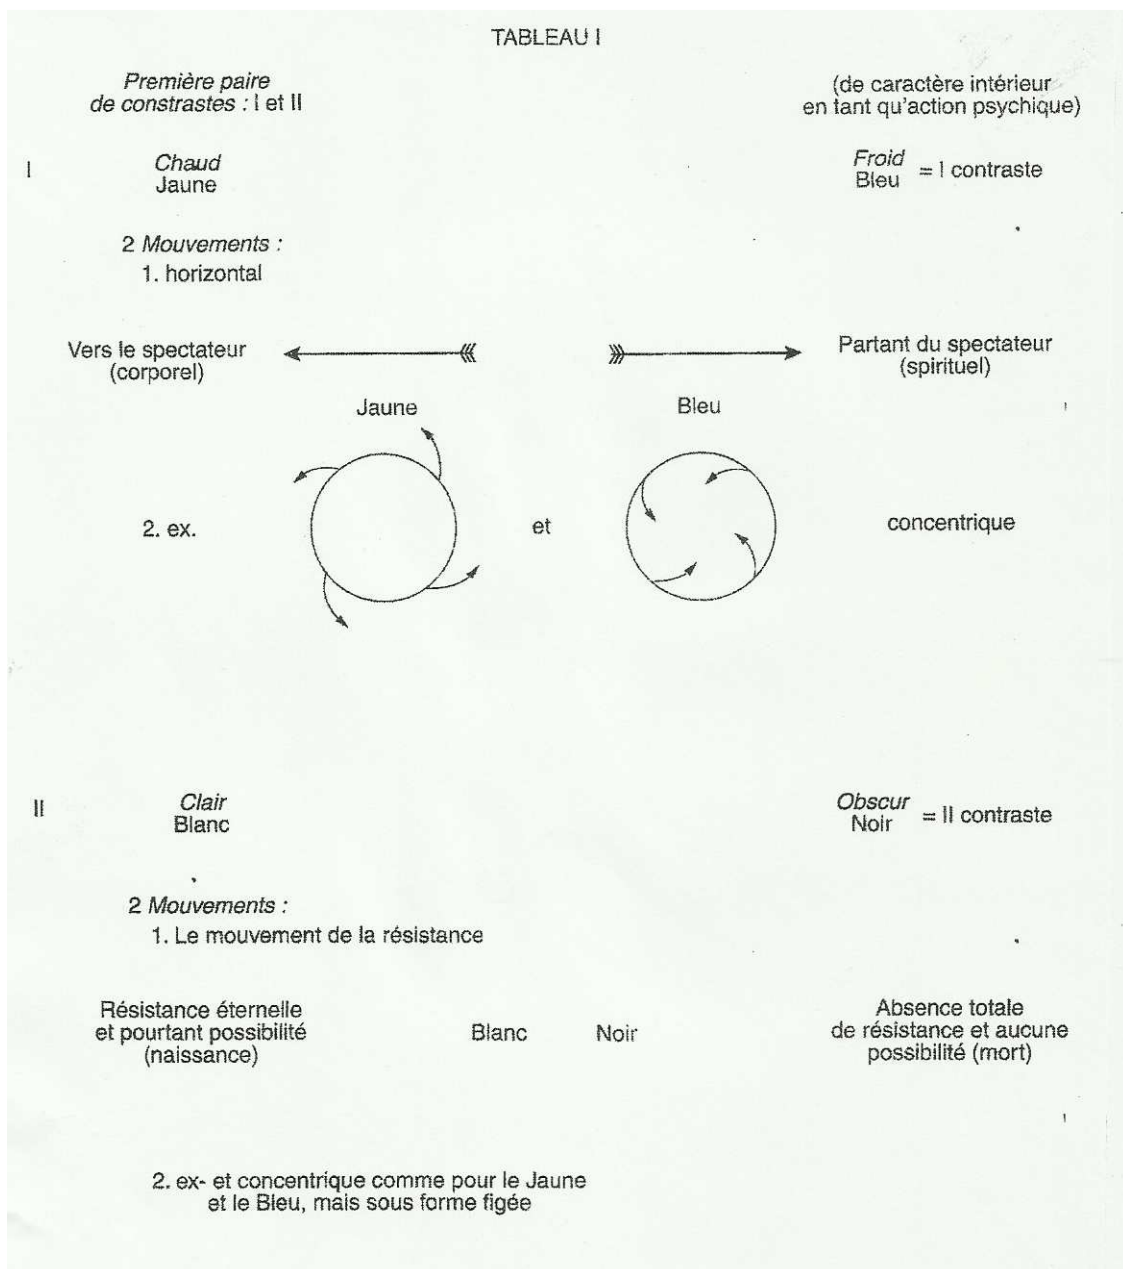 TABLEAU I
Première paire
de constrastes : I et II
(de caractère intérieur
en tant qu'action psychique)
I
Chaud
Jaune
Froid
Bleu
= I contraste
2 Mouvements :
1. horizontal
Vers le spectateur
(corporel)
Partant du spectateur
(spirituel)
Jaune
Bleu
2. ex.
et
concentrique
II
Clair
Blanc
Obscur
Noir
= II contraste
2 Mouvements :
1. Le mouvement de la résistance
Résistance éternelle
et pourtant possibilité
(naissance)
Blanc
Noir
Absence totale
de résistance et aucune
possibilité (mort)
2. ex- et concentrique comme pour le Jaune
et le Bleu, mais sous forme figée